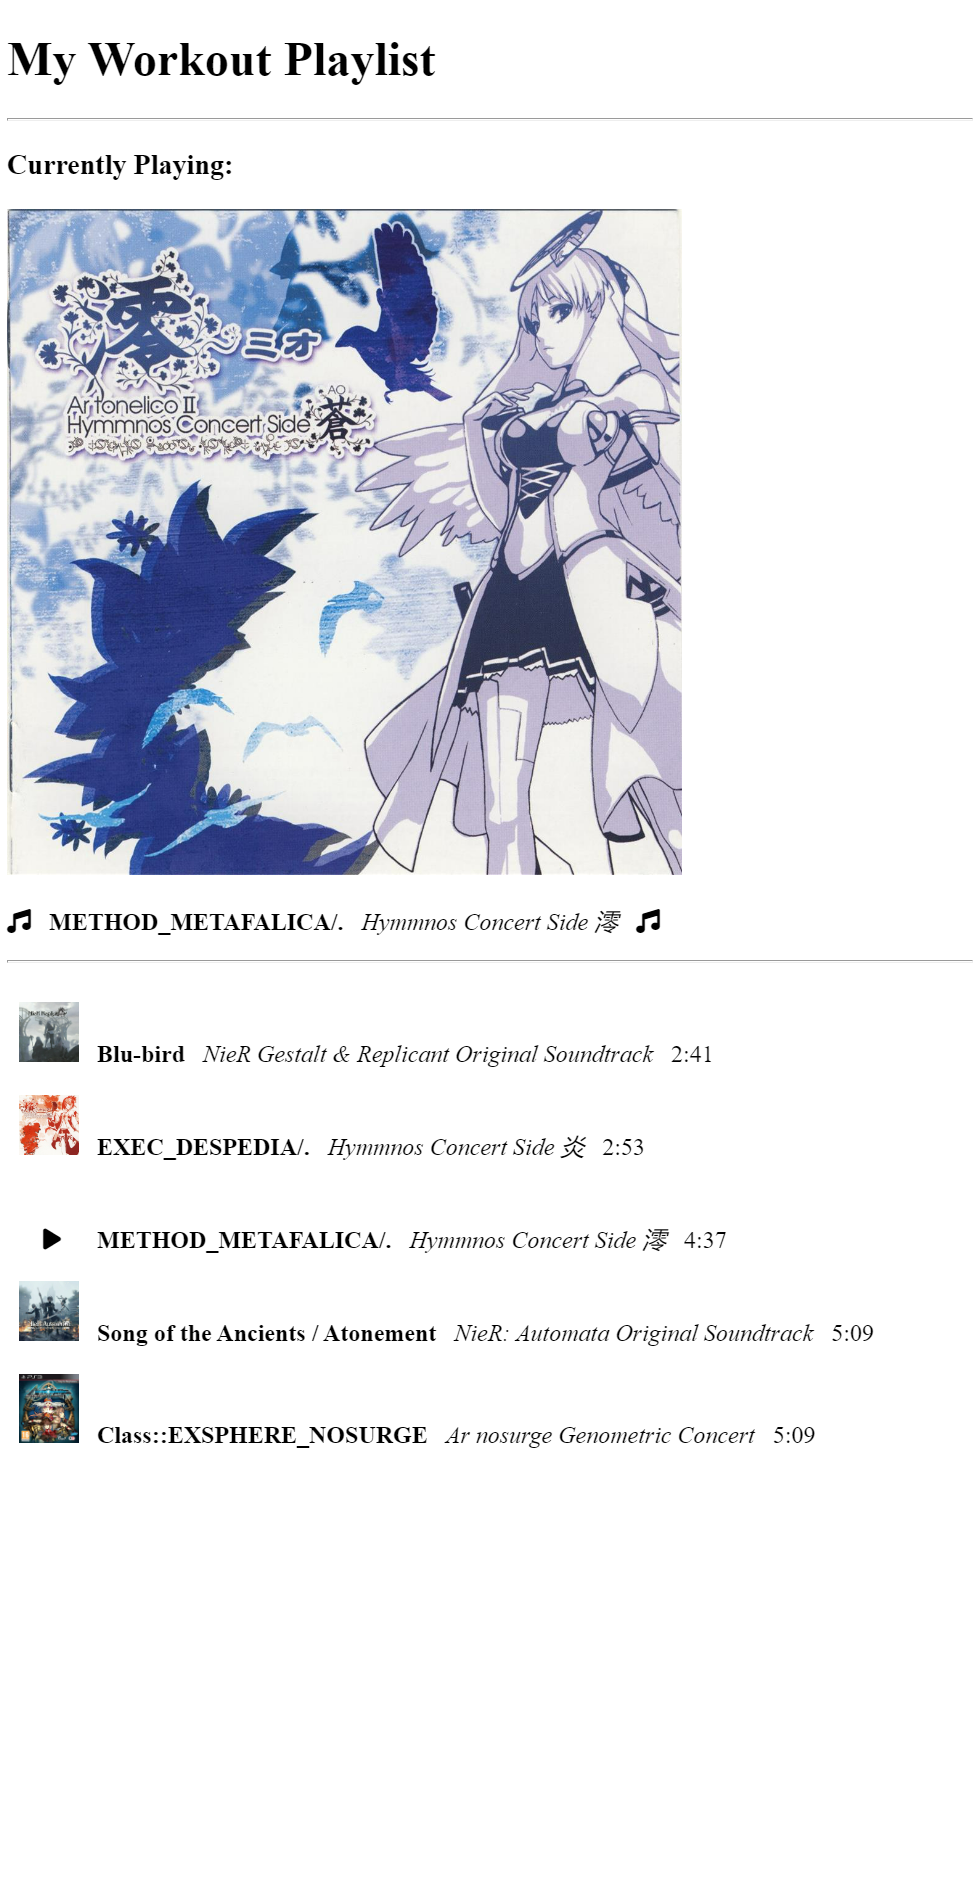 My Workout Playlist
Currently Playing:
澪 ミオ
AO
Ar tonelico II
Hymmnos Concert Side 蒼
METHOD_METAFALICA/. Hymmnos Concert Side 澪
Blu-bird NieR Gestalt & Replicant Original Soundtrack 2:41
EXEC_DESPEDIA/. Hymmnos Concert Side 炎 2:53
METHOD_METAFALICA/. Hymmnos Concert Side 澪 4:37
Song of the Ancients / Atonement NieR: Automata Original Soundtrack 5:09
Class::EXSPHERE_NOSURGE Ar nosurge Genometric Concert 5:09